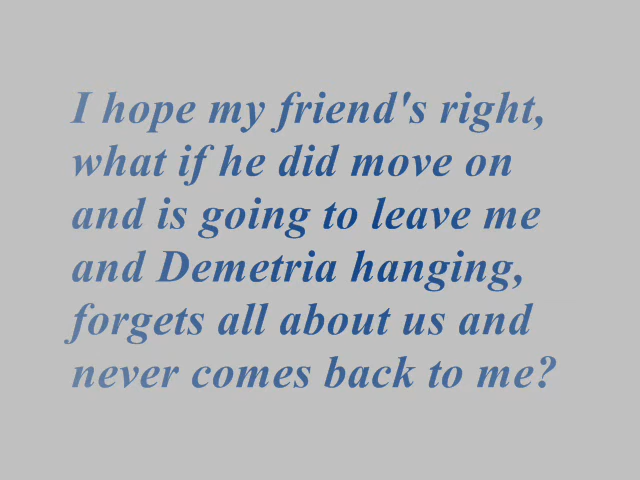 I hope my friend's right,
what if he did move on
and is going to leave me
and Demetria hanging,
forgets all about us and
never comes back to me?